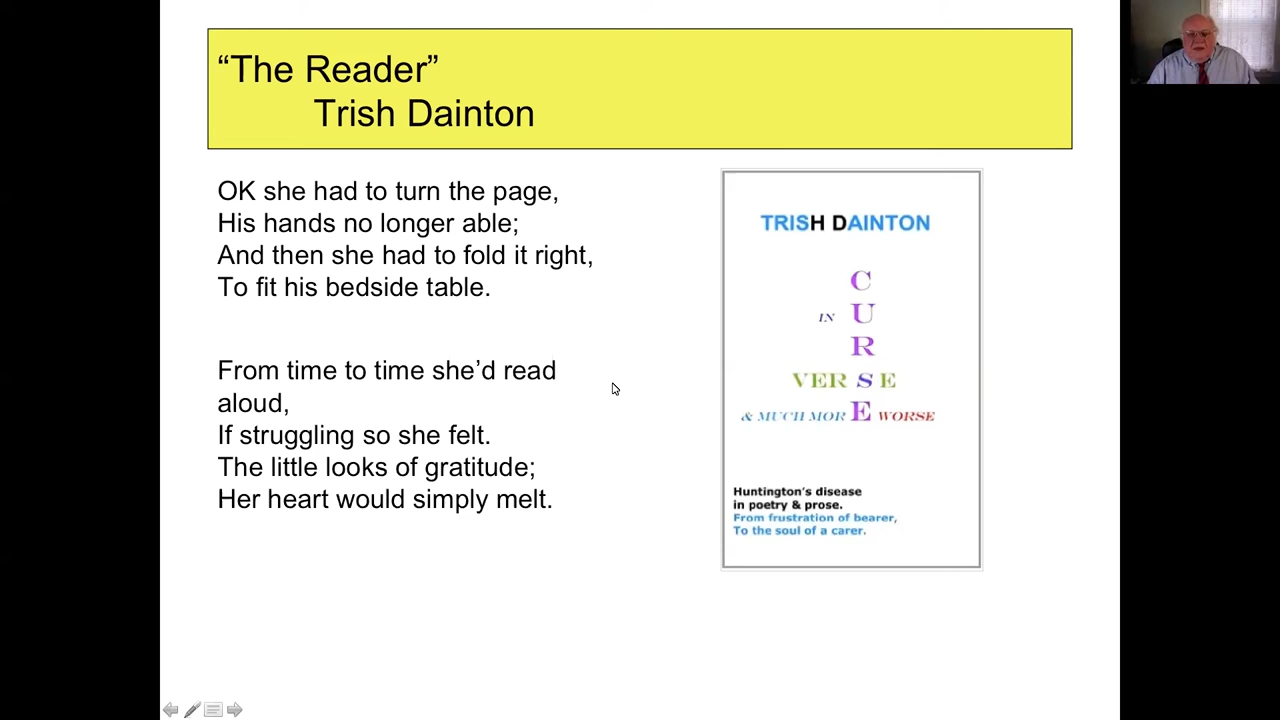 “The Reader”
Trish Dainton
OK she had to turn the page,
His hands no longer able;
And then she had to fold it right,
To fit his bedside table.
From time to time she’d read
aloud,
If struggling so she felt.
The little looks of gratitude;
Her heart would simply melt.
TRISH DAINTON
C
IN U
R
VERSE
& MUCH MORE WORSE
Huntington’s disease
in poetry & prose.
From frustration of bearer,
To the soul of a carer.